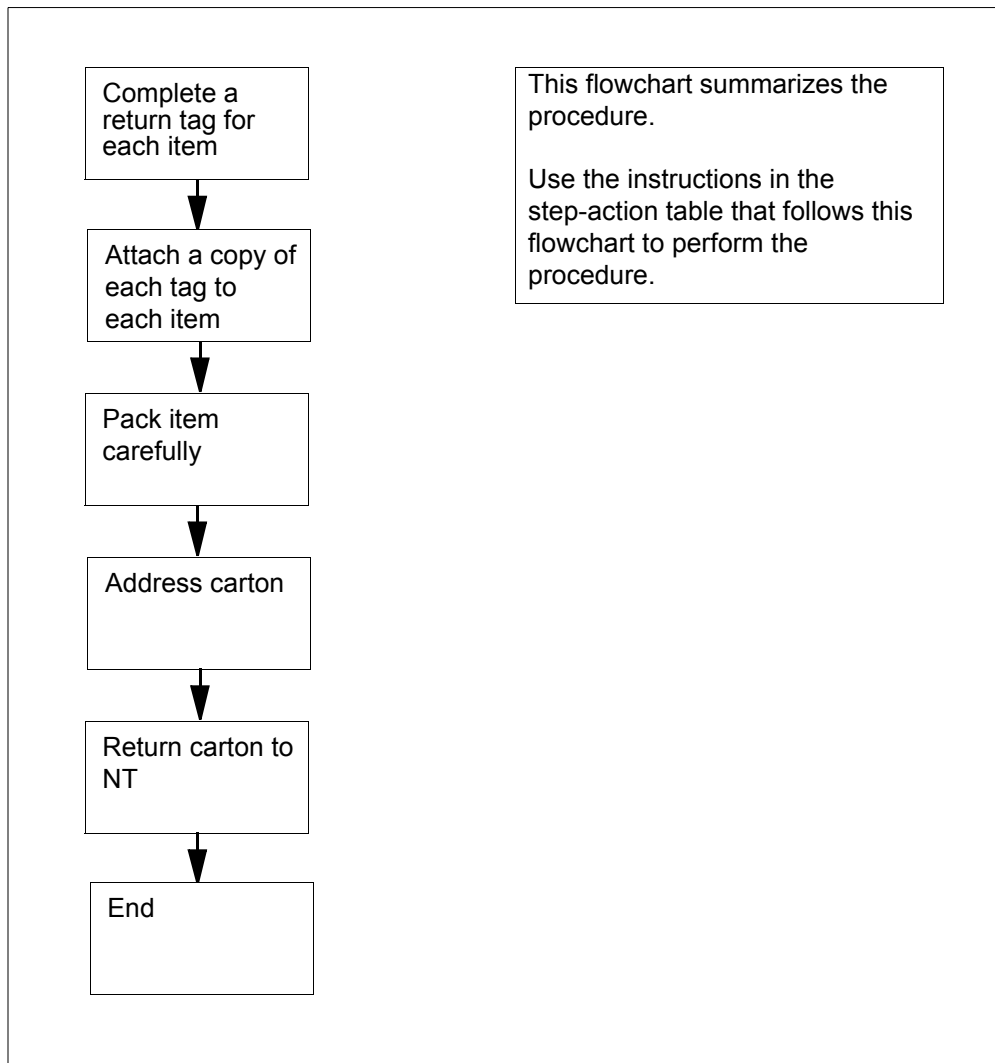 Complete a
return tag for
each item
Attach a copy of
each tag to
each item
Pack item
carefully
Address carton
Return carton to
NT
End
This flowchart summarizes the
procedure.
Use the instructions in the
step-action table that follows this
flowchart to perform the
procedure.